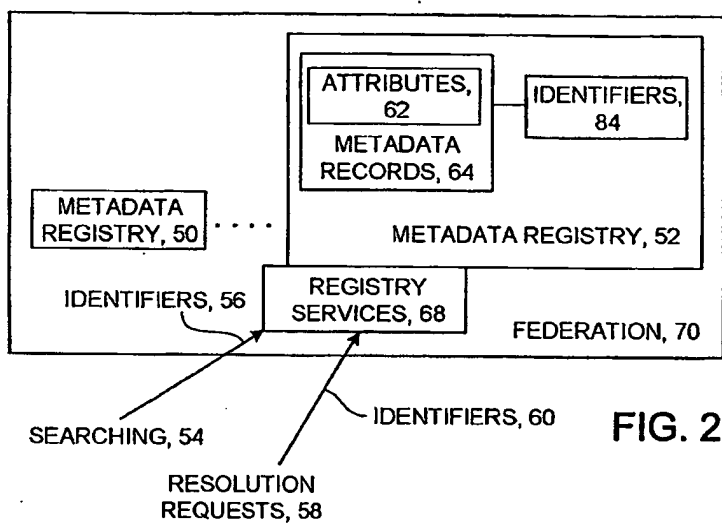 ATTRIBUTES,
62
METADATA
RECORDS, 64
IDENTIFIERS,
84
METADATA
REGISTRY, 50
. . . .
METADATA REGISTRY, 52
REGISTRY
SERVICES, 68
IDENTIFIERS, 56
FEDERATION, 70
SEARCHING, 54
IDENTIFIERS, 60
FIG. 2
RESOLUTION
REQUESTS, 58